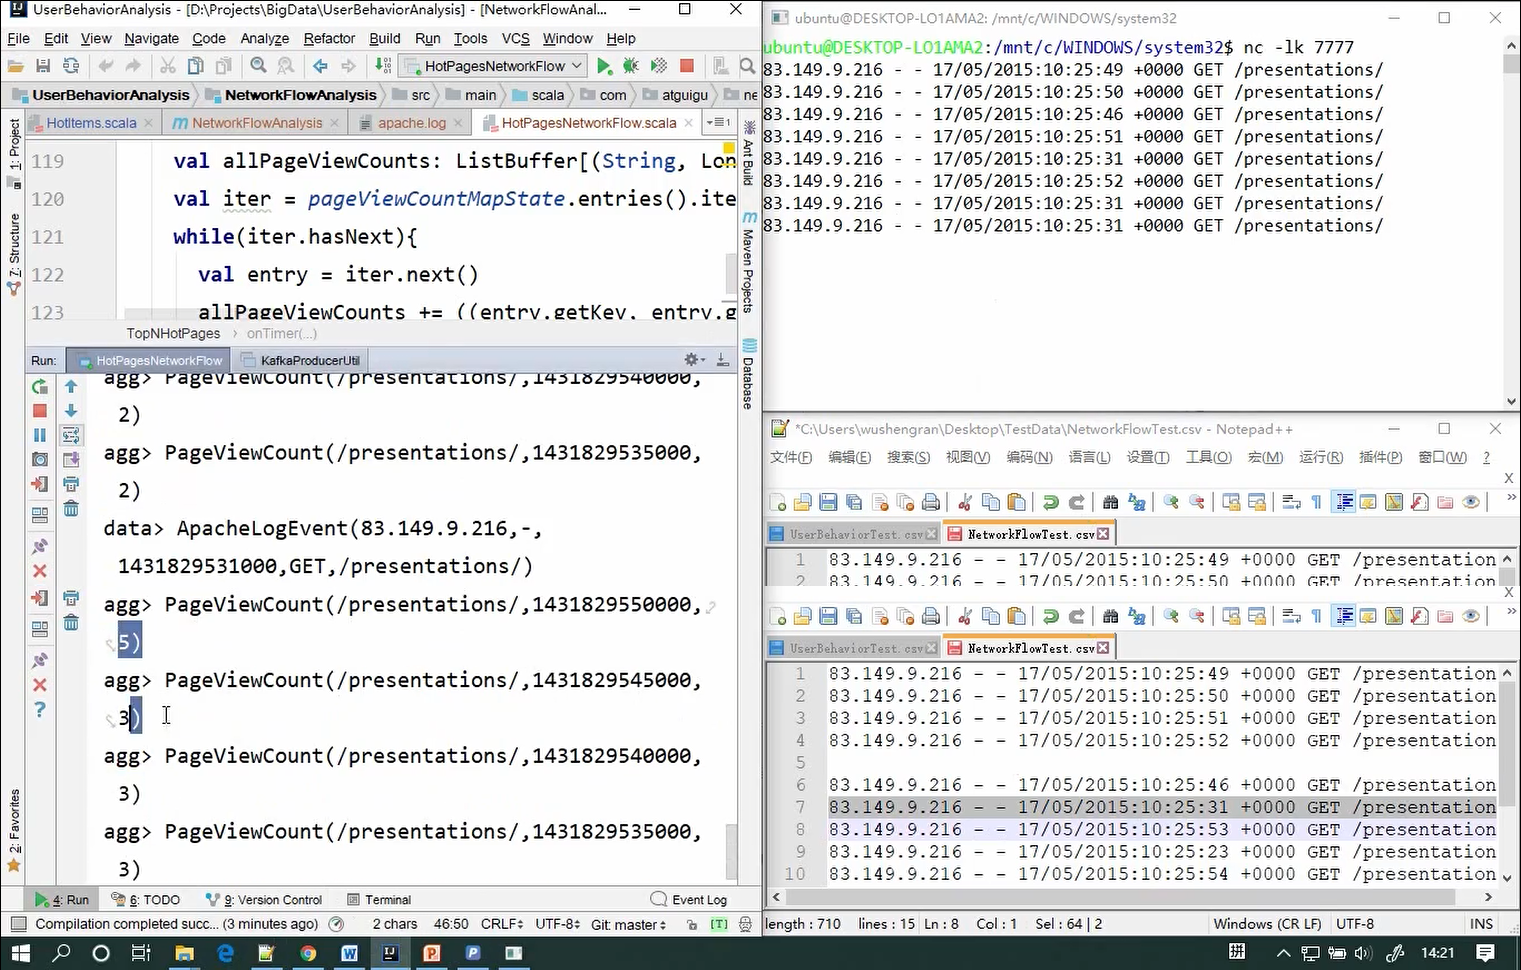 UserBehaviorAnalysis - [D:\Projects\BigData\UserBehaviorAnalysis] - [NetworkFlowAnal...
File Edit View Navigate Code Analyze Refactor Build Run Tools VCS Window Help
HotPagesNetworkFlow
UserBehaviorAnalysis NetworkFlowAnalysis src main scala com atguigu ne
HotItems.scala NetworkFlowAnalysis apache.log HotPagesNetworkFlow.scala
119 val allPageViewCounts: ListBuffer[(String, Lon
120 val iter = pageViewCountMapState.entries().ite
121 while(iter.hasNext){
122 val entry = iter.next()
123 allPageViewCounts += ((entry.getKey, entry.g
TopNHotPages onTimer(...)
Run: HotPagesNetworkFlow KafkaProducerUtil
agg> PageViewCount(/presentations/,1431829540000,
2)
agg> PageViewCount(/presentations/,1431829535000,
2)
data> ApacheLogEvent(83.149.9.216,-,
1431829531000,GET,/presentations/)
agg> PageViewCount(/presentations/,1431829550000,
5)
agg> PageViewCount(/presentations/,1431829545000,
3)
agg> PageViewCount(/presentations/,1431829540000,
3)
agg> PageViewCount(/presentations/,1431829535000,
3)
1: Project
7: Structure
2: Favorites
Ant Build
Maven Projects
Database
4: Run 6: TODO 9: Version Control Terminal Event Log
Compilation completed succ... (3 minutes ago) 2 chars 46:50 CRLF UTF-8 Git: master [T]
ubuntu@DESKTOP-LO1AMA2: /mnt/c/WINDOWS/system32
ubuntu@DESKTOP-LO1AMA2:/mnt/c/WINDOWS/system32$ nc -lk 7777
83.149.9.216 - - 17/05/2015:10:25:49 +0000 GET /presentations/
83.149.9.216 - - 17/05/2015:10:25:50 +0000 GET /presentations/
83.149.9.216 - - 17/05/2015:10:25:46 +0000 GET /presentations/
83.149.9.216 - - 17/05/2015:10:25:51 +0000 GET /presentations/
83.149.9.216 - - 17/05/2015:10:25:31 +0000 GET /presentations/
83.149.9.216 - - 17/05/2015:10:25:52 +0000 GET /presentations/
83.149.9.216 - - 17/05/2015:10:25:31 +0000 GET /presentations/
83.149.9.216 - - 17/05/2015:10:25:31 +0000 GET /presentations/
*C:\Users\wushengran\Desktop\TestData\NetworkFlowTest.csv - Notepad++
文件(F) 编辑(E) 搜索(S) 视图(V) 编码(N) 语言(L) 设置(T) 工具(O) 宏(M) 运行(R) 插件(P) 窗口(W) ?
X
UserBehaviorTest.csv NetworkFlowTest.csv
1 83.149.9.216 - - 17/05/2015:10:25:49 +0000 GET /presentation
2 83.149.9.216 - - 17/05/2015:10:25:50 +0000 GET /presentation
X
UserBehaviorTest.csv NetworkFlowTest.csv
1 83.149.9.216 - - 17/05/2015:10:25:49 +0000 GET /presentation
2 83.149.9.216 - - 17/05/2015:10:25:50 +0000 GET /presentation
3 83.149.9.216 - - 17/05/2015:10:25:51 +0000 GET /presentation
4 83.149.9.216 - - 17/05/2015:10:25:52 +0000 GET /presentation
5
6 83.149.9.216 - - 17/05/2015:10:25:46 +0000 GET /presentation
7 83.149.9.216 - - 17/05/2015:10:25:31 +0000 GET /presentation
8 83.149.9.216 - - 17/05/2015:10:25:53 +0000 GET /presentation
9 83.149.9.216 - - 17/05/2015:10:25:23 +0000 GET /presentation
10 83.149.9.216 - - 17/05/2015:10:25:54 +0000 GET /presentation
length : 710 lines : 15 Ln : 8 Col : 1 Sel : 64 | 2 Windows (CR LF) UTF-8 INS
拼 14:21